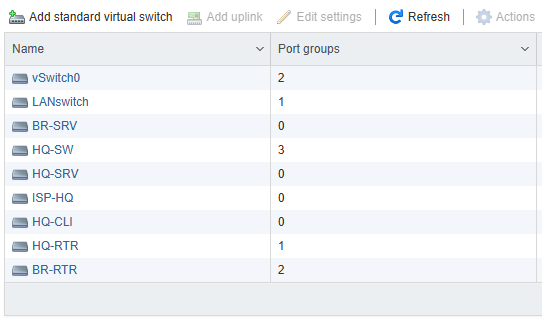 Add standard virtual switch Add uplink Edit settings Refresh Actions
Name Port groups
vSwitch0 2
LANswitch 1
BR-SRV 0
HQ-SW 3
HQ-SRV 0
ISP-HQ 0
HQ-CLI 0
HQ-RTR 1
BR-RTR 2